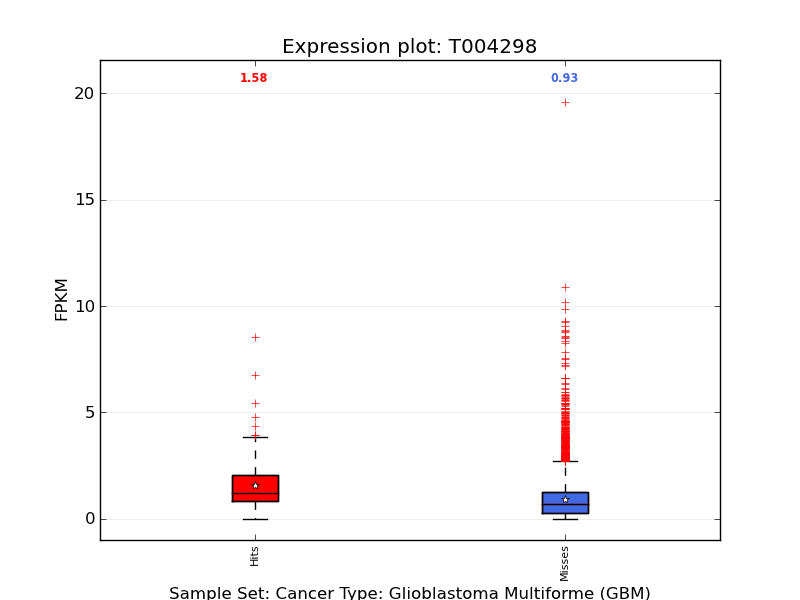 Expression plot: T004298
1.58
0.93
20
15
10
5
0
FPKM
Hits
Misses
Sample Set: Cancer Type: Glioblastoma Multiforme (GBM)